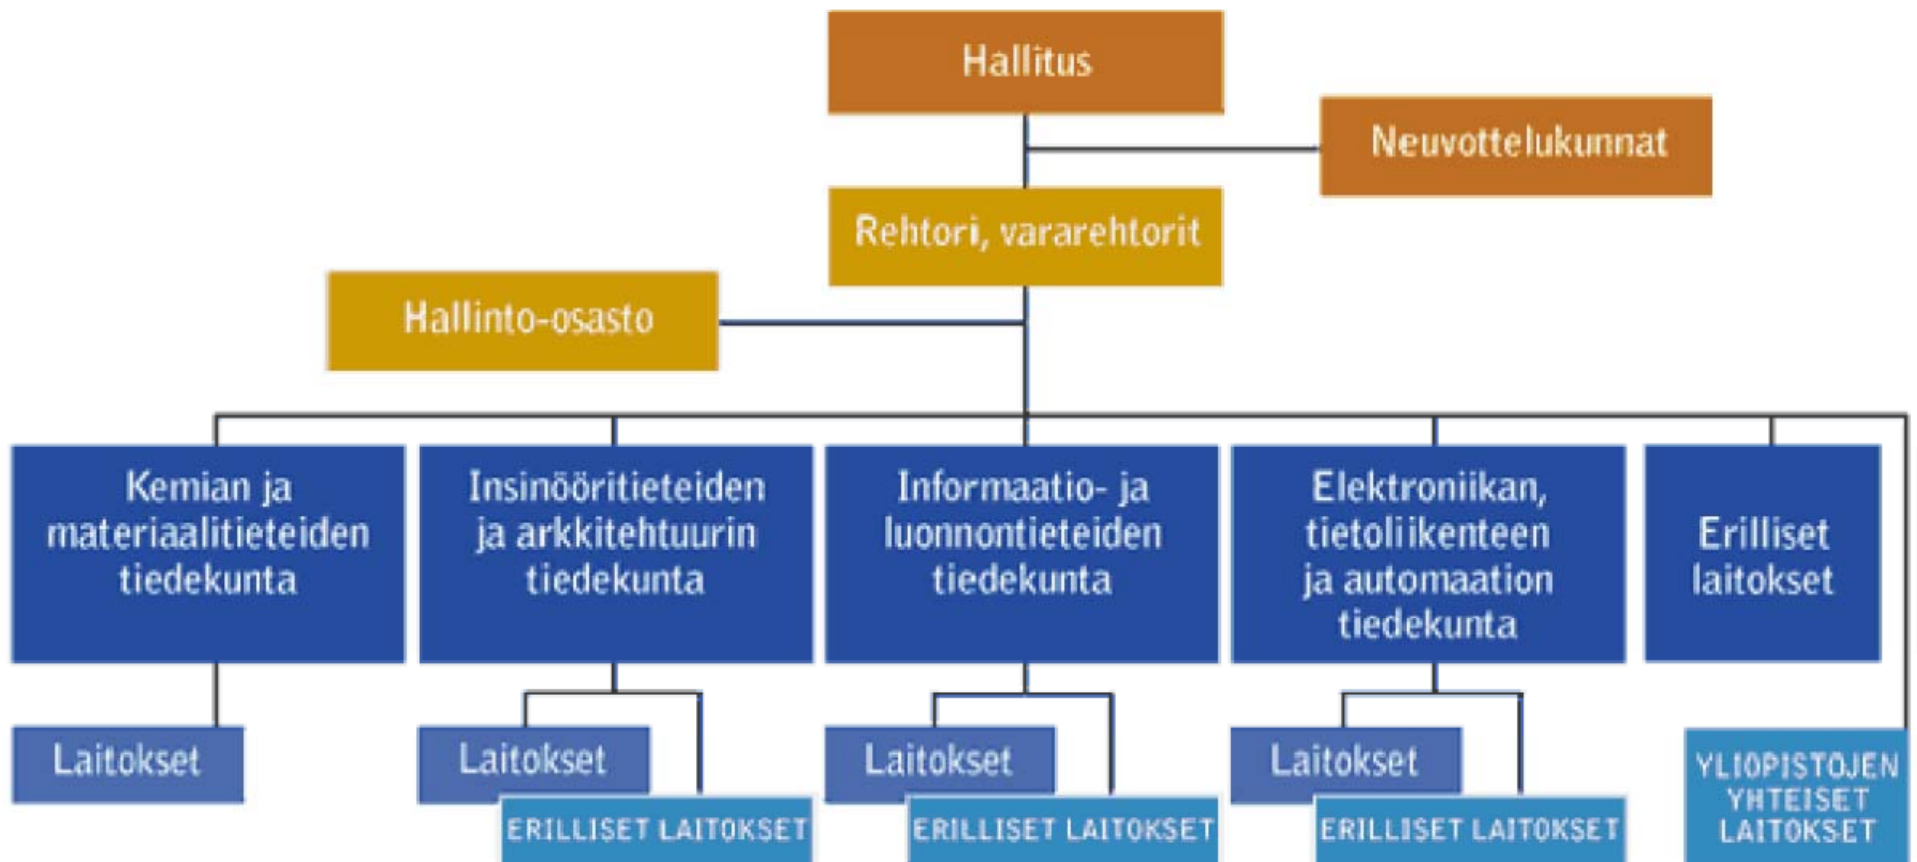 Hallitus
Neuvottelukunnat
Rehtori, vararehtorit
Hallinto-osasto
Kemian ja
materiaalitieteiden
tiedekunta
Insinööritieteiden
ja arkkitehtuurin
tiedekunta
Informaatio- ja
luonnontieteiden
tiedekunta
Elektroniikan,
tietoliikenteen
ja automaation
tiedekunta
Erilliset
laitokset
Laitokset
Laitokset
ERILLISET LAITOKSET
Laitokset
ERILLISET LAITOKSET
Laitokset
ERILLISET LAITOKSET
YLIOPISTOJEN
YHTEISET
LAITOKSET